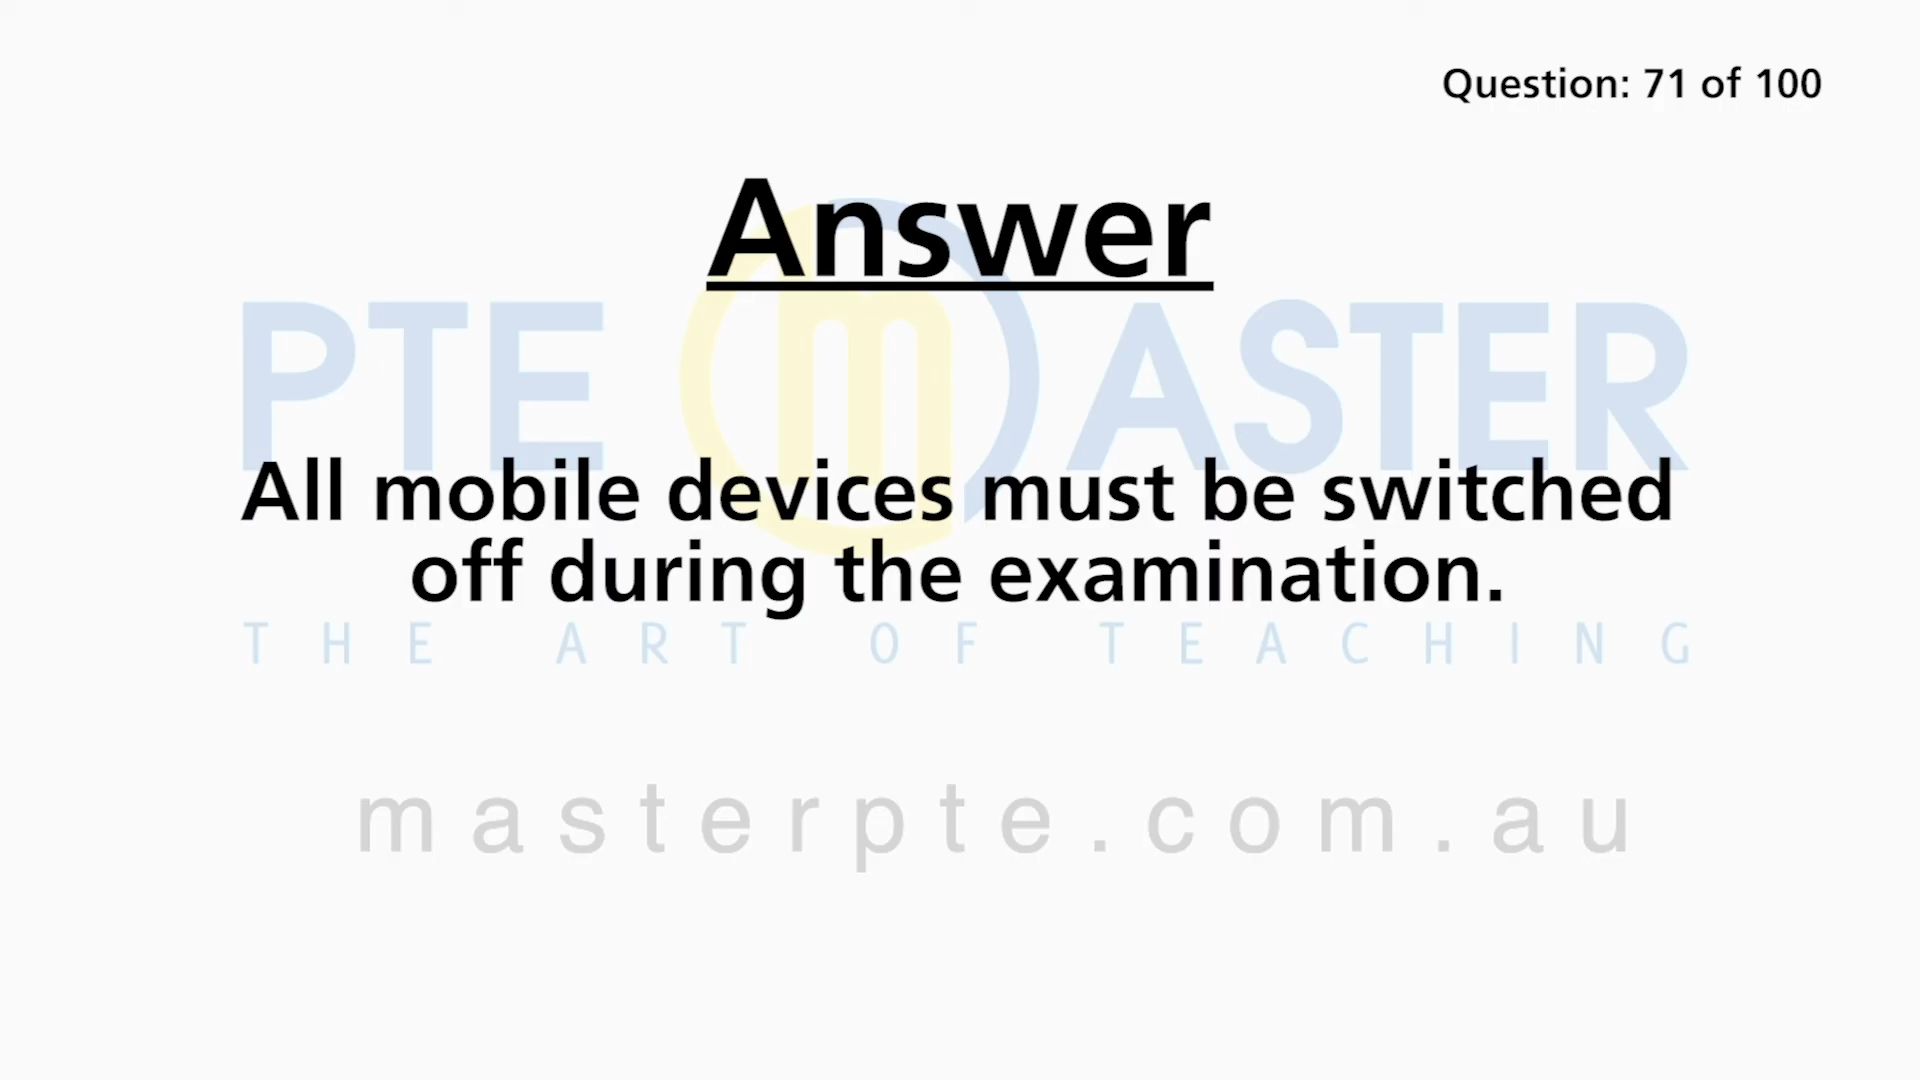 Question: 71 of 100
Answer
PTE MASTER
All mobile devices must be switched
off during the examination.
THE ART OF TEACHING
masterpte.com.au